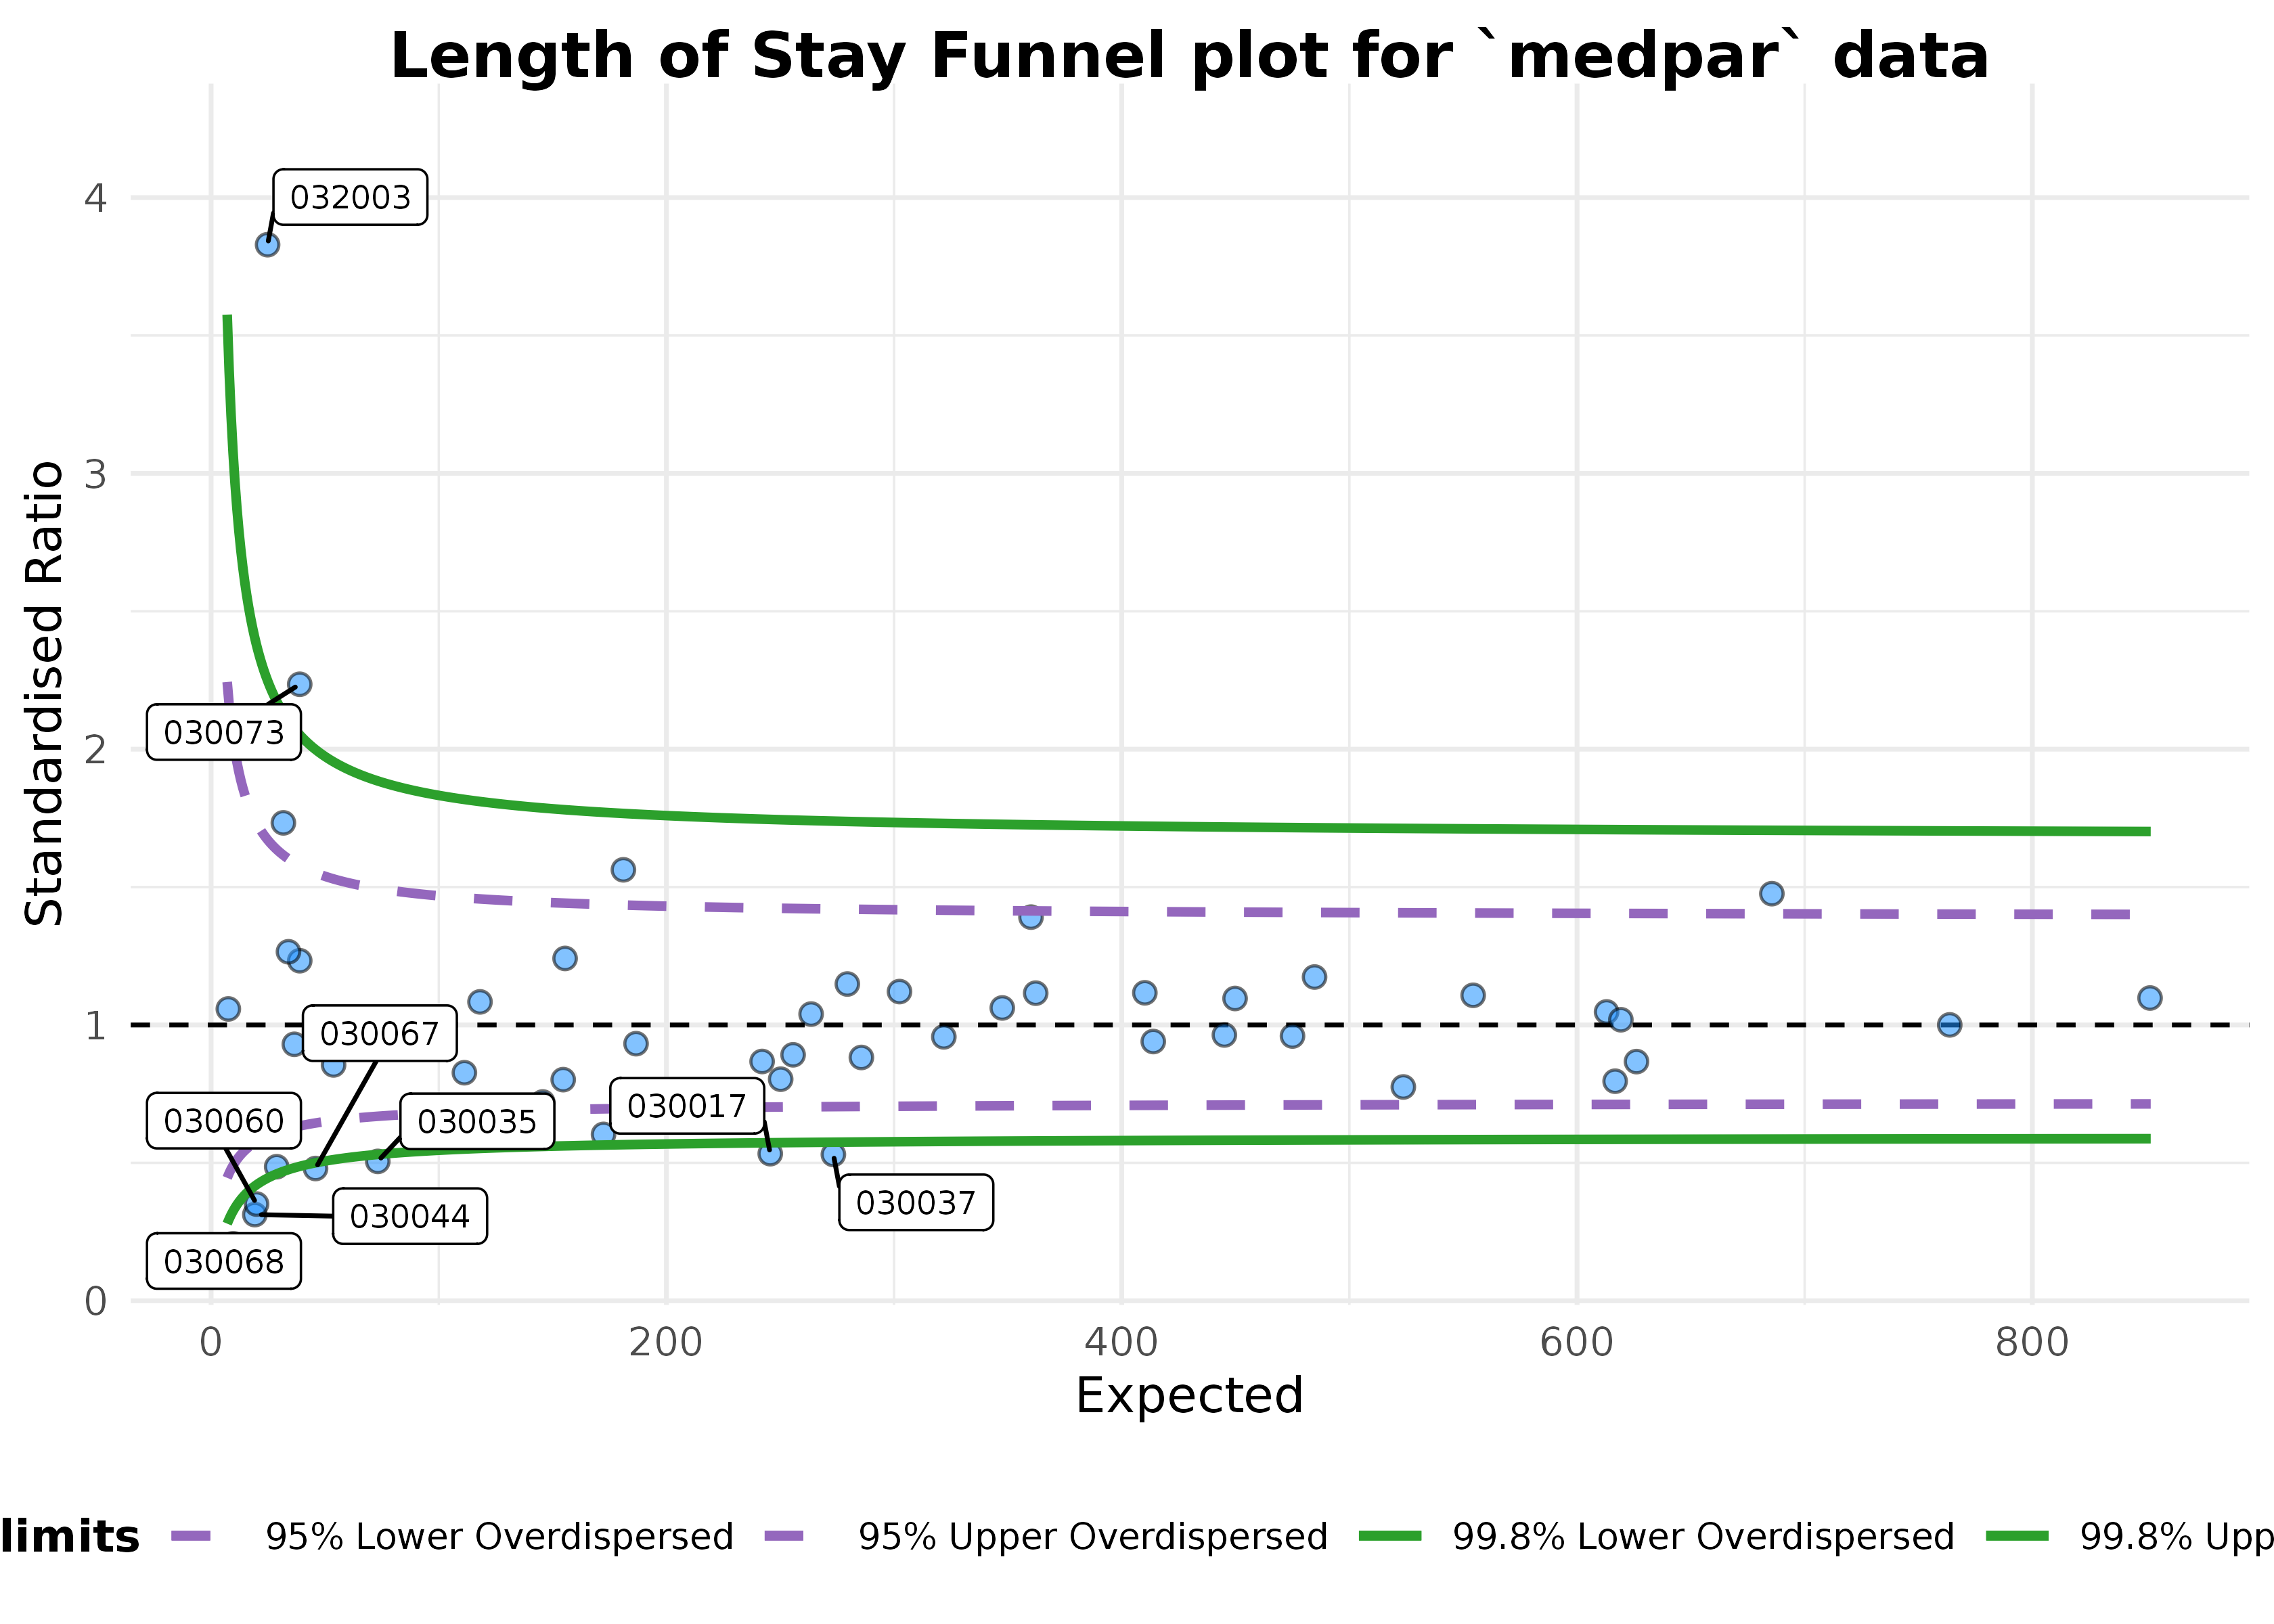 Length of Stay Funnel plot for `medpar` data
Standardised Ratio
4
3
2
1
0
032003
030073
030067
030060
030035
030017
030044
030037
030068
0
200
400
600
800
Expected
limits
95% Lower Overdispersed
95% Upper Overdispersed
99.8% Lower Overdispersed
99.8% Upp